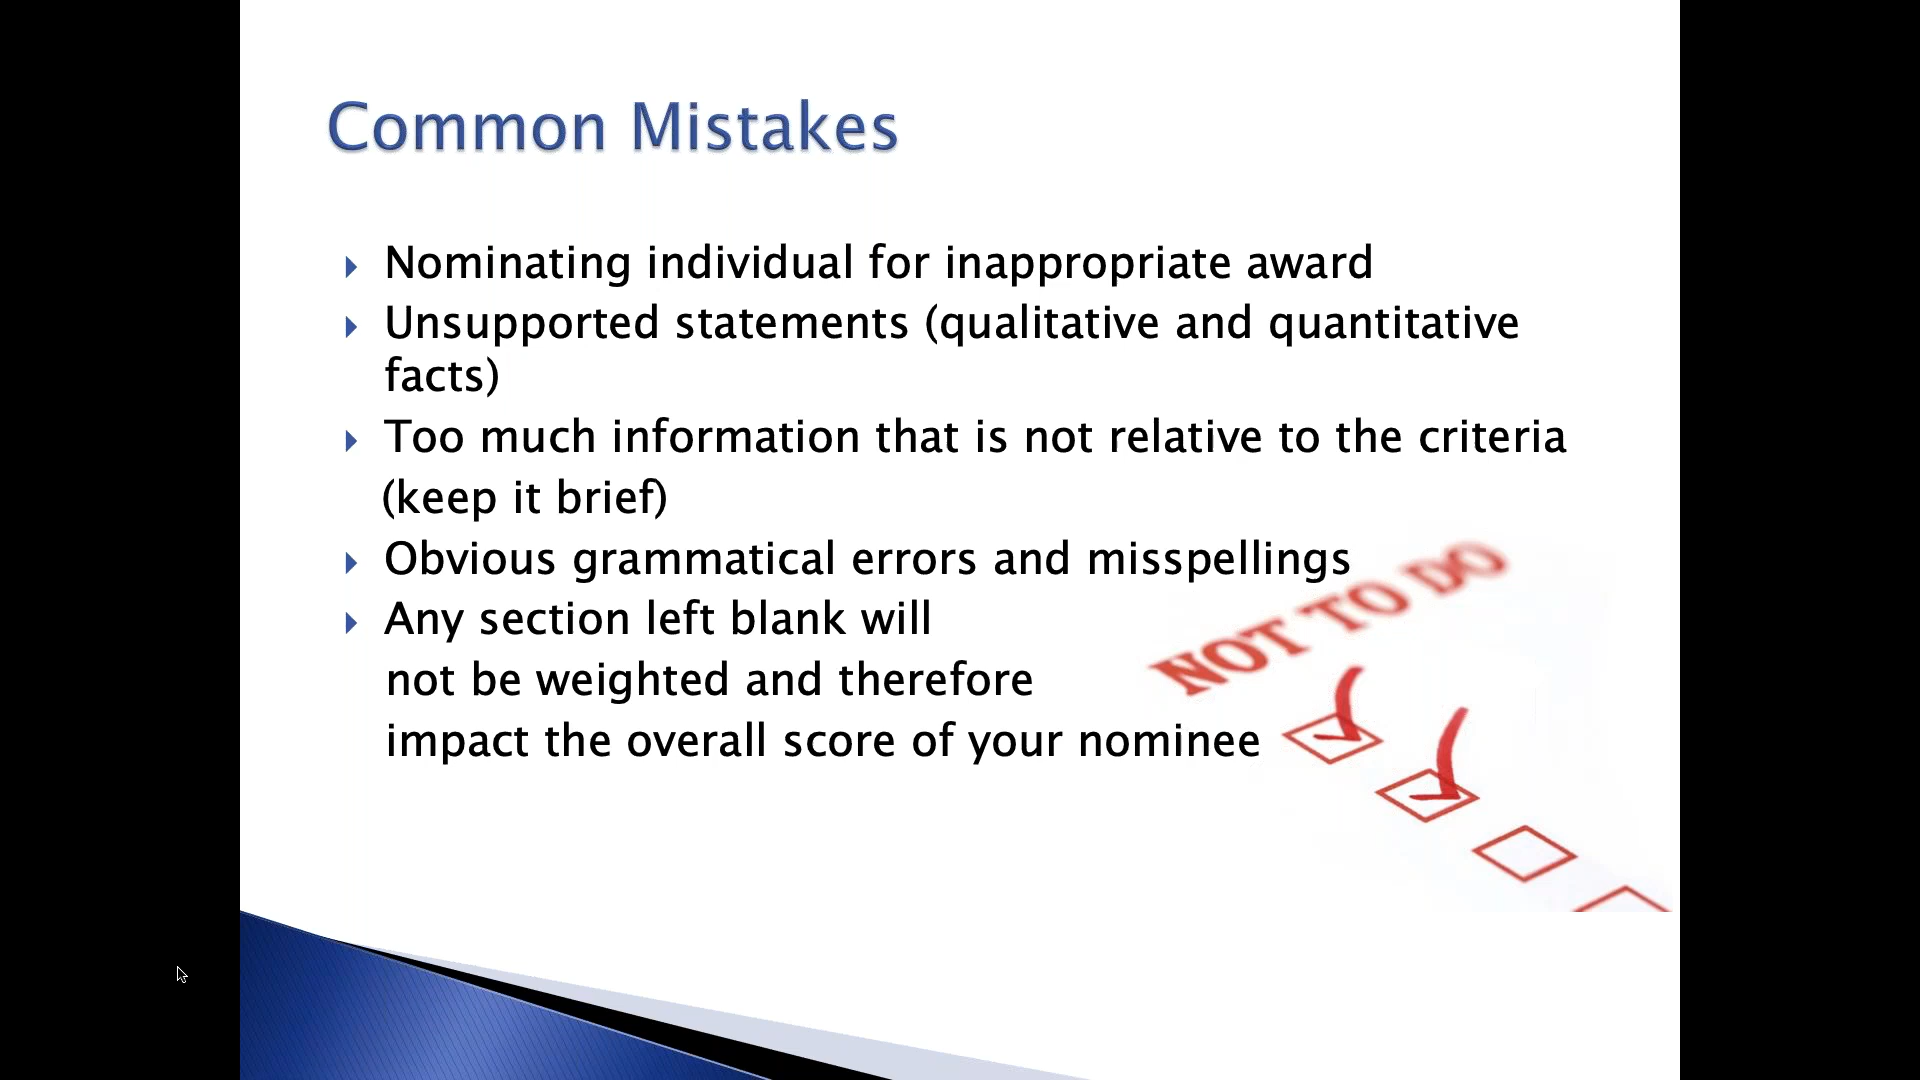 Common Mistakes
Nominating individual for inappropriate award
Unsupported statements (qualitative and quantitative
facts)
Too much information that is not relative to the criteria
(keep it brief)
Obvious grammatical errors and misspellings
Any section left blank will
not be weighted and therefore
impact the overall score of your nominee
NOT TO DO